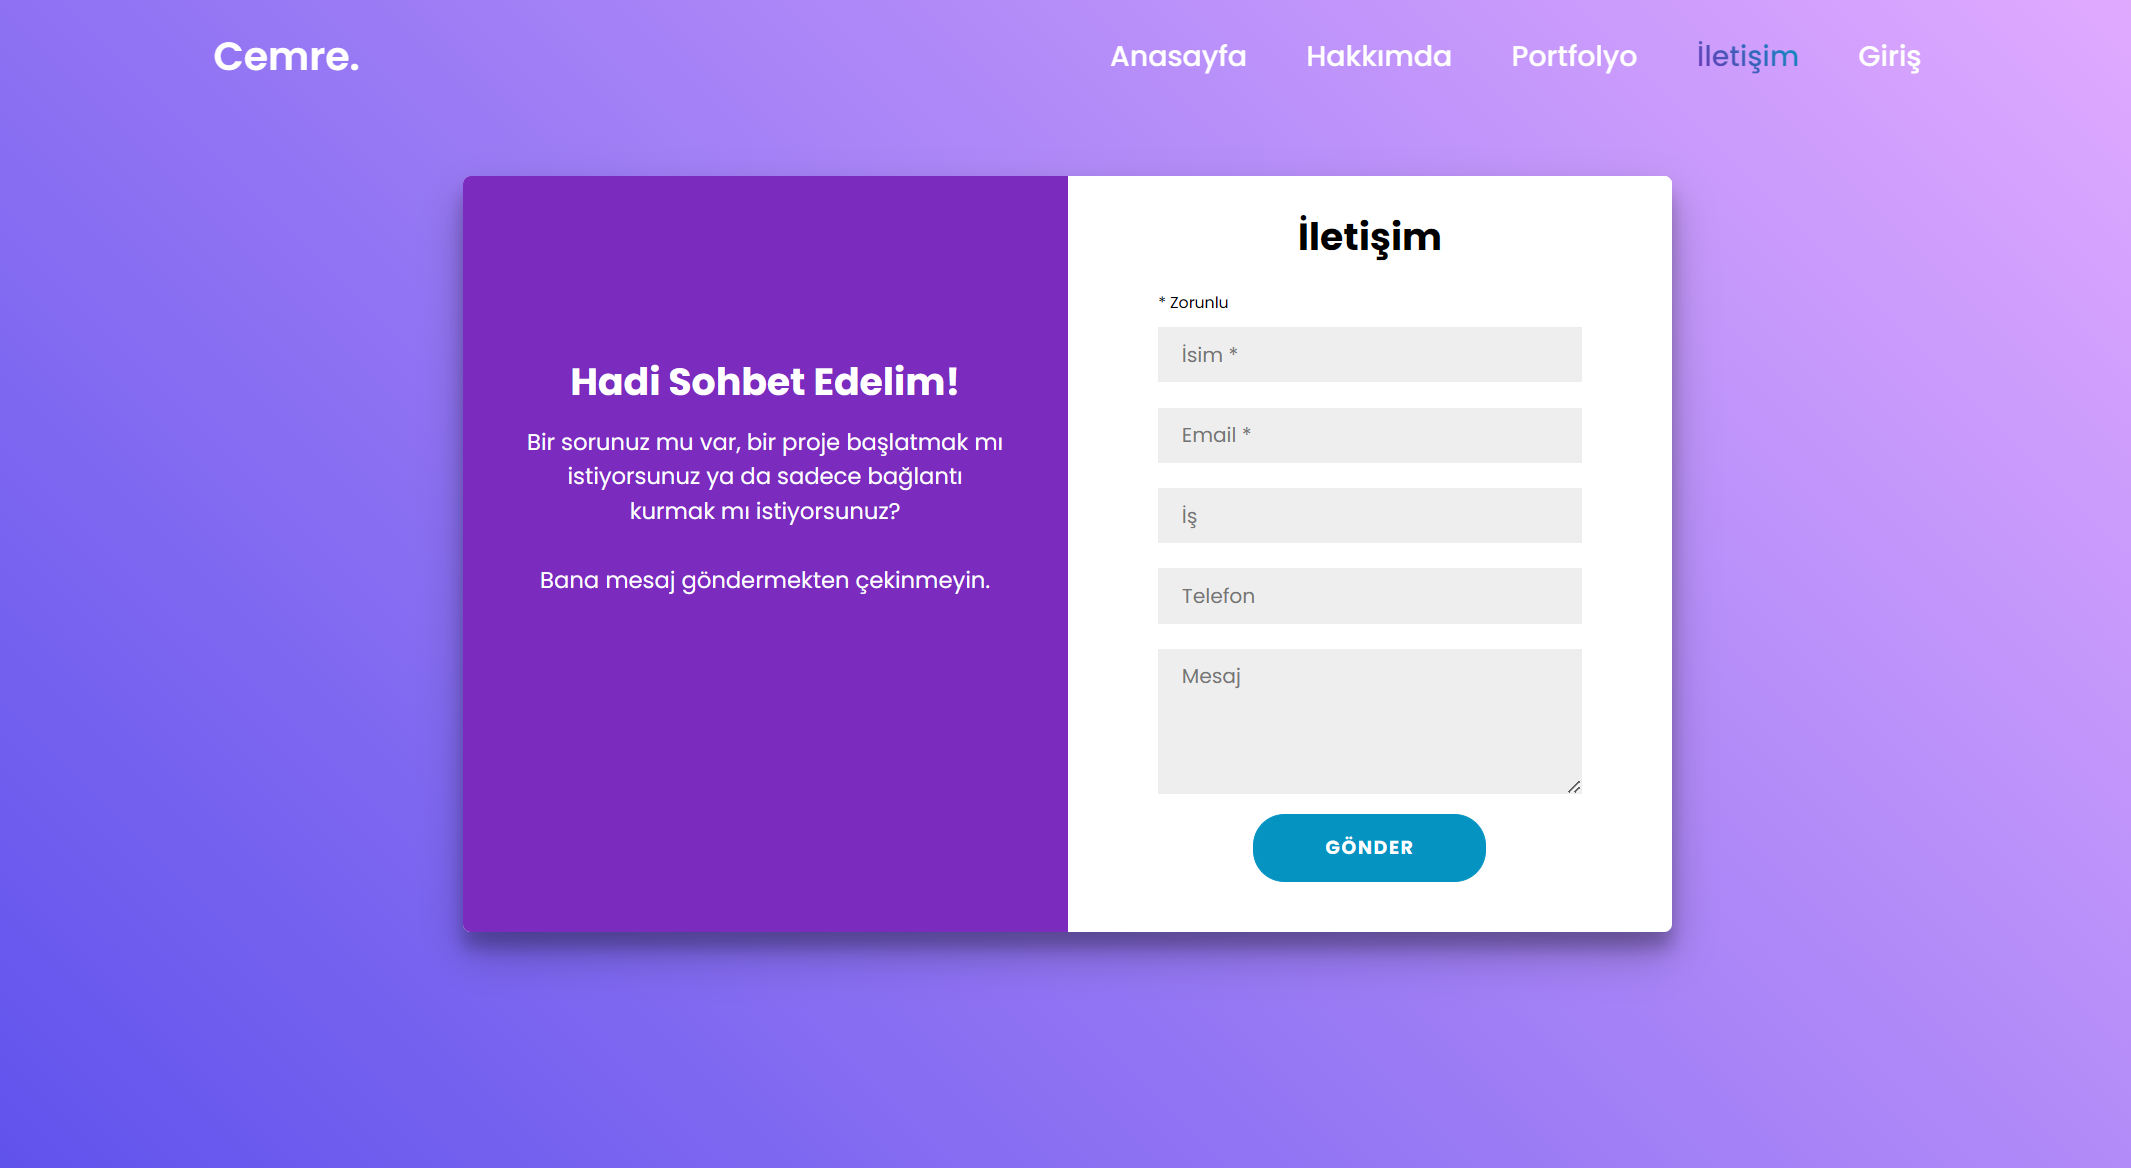 Cemre.
Anasayfa
Hakkımda
Portfolyo
İletişim
Giriş
Hadi Sohbet Edelim!
Bir sorunuz mu var, bir proje başlatmak mı
istiyorsunuz ya da sadece bağlantı
kurmak mı istiyorsunuz?
Bana mesaj göndermekten çekinmeyin.
İletişim
* Zorunlu
İsim *
Email *
İş
Telefon
Mesaj
GÖNDER